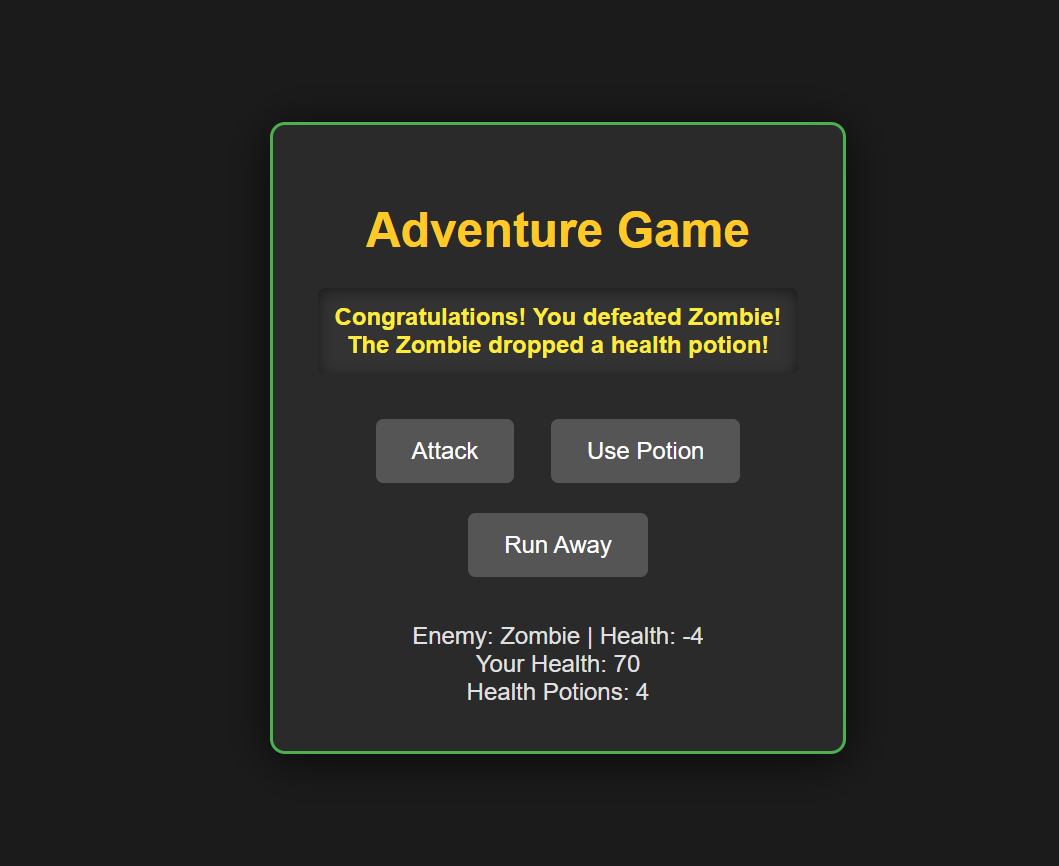 Adventure Game
Congratulations! You defeated Zombie!
The Zombie dropped a health potion!
Attack
Use Potion
Run Away
Enemy: Zombie | Health: -4
Your Health: 70
Health Potions: 4